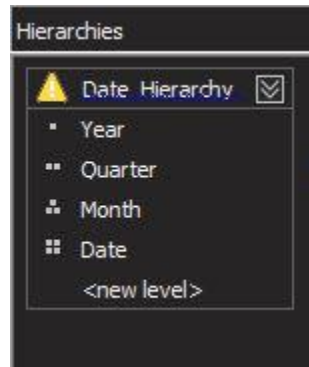 Hierarchies
Date Hierarchy
Year
Quarter
Month
Date
<new level>